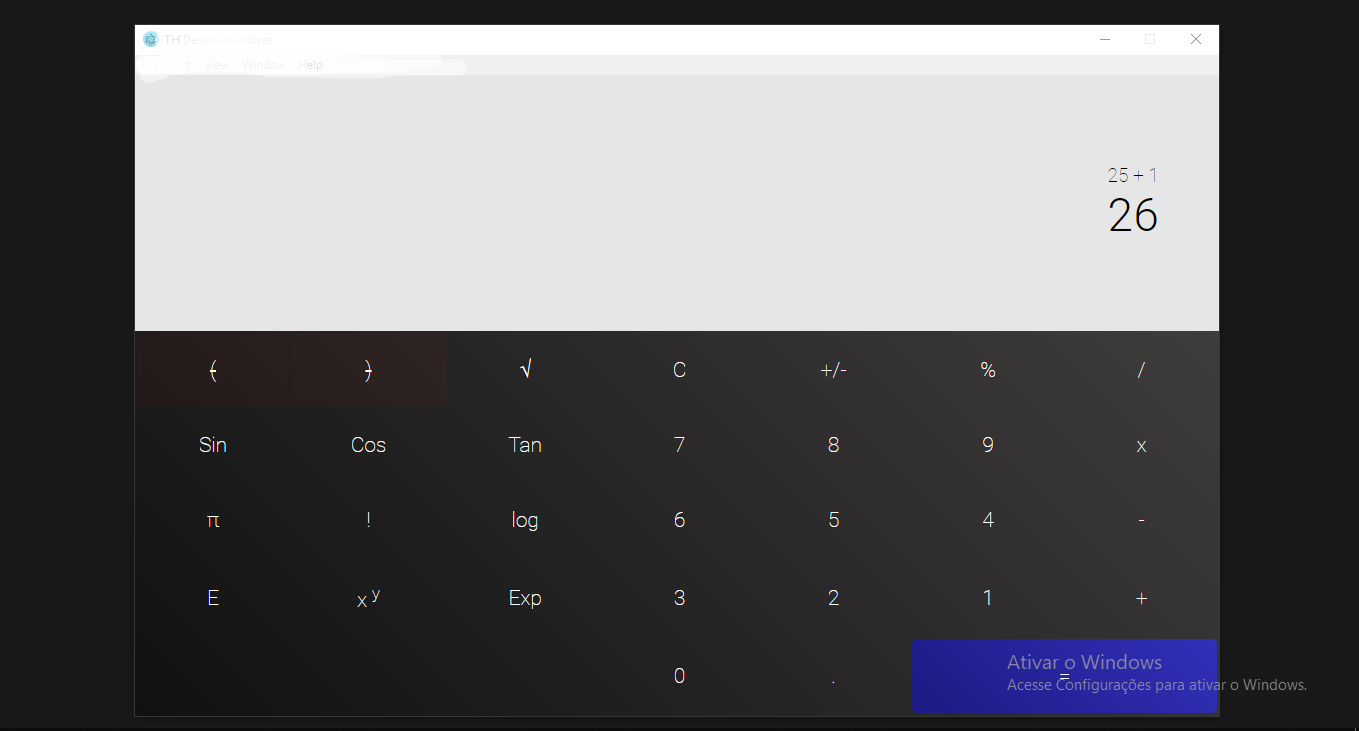 TH Desenvolvedores
View Window Help
25 + 1
26
( ) √ C +/- % /
Sin Cos Tan 7 8 9 x
π ! log 6 5 4 -
E x y Exp 3 2 1 +
0 . =
Ativar o Windows
Acesse Configurações para ativar o Windows.